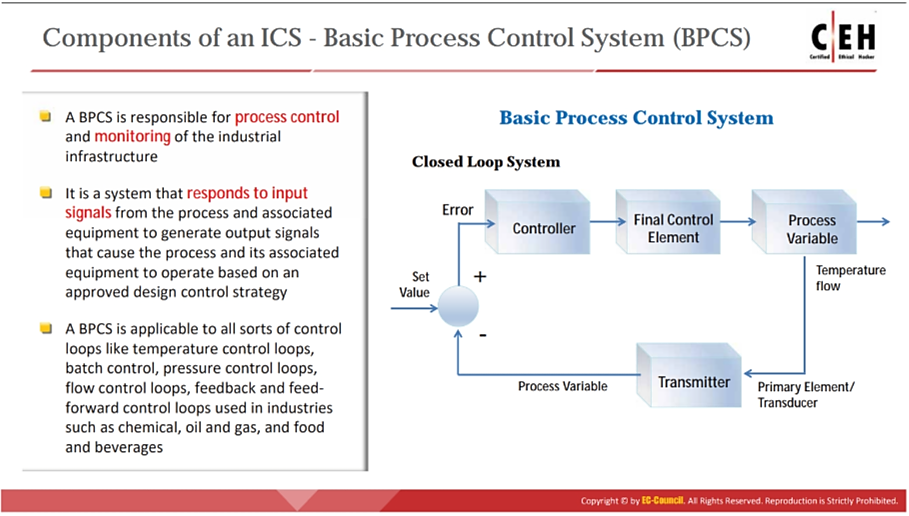 Components of an ICS - Basic Process Control System (BPCS)
C|EH
Certified Ethical Hacker
A BPCS is responsible for process control
and monitoring of the industrial
infrastructure
It is a system that responds to input
signals from the process and associated
equipment to generate output signals
that cause the process and its associated
equipment to operate based on an
approved design control strategy
A BPCS is applicable to all sorts of control
loops like temperature control loops,
batch control, pressure control loops,
flow control loops, feedback and feed-
forward control loops used in industries
such as chemical, oil and gas, and food
and beverages
Basic Process Control System
Closed Loop System
Error
Controller
Final Control
Element
Process
Variable
Set
Value
+
-
Temperature
flow
Process Variable
Transmitter
Primary Element/
Transducer
Copyright © by EC-Council. All Rights Reserved. Reproduction is Strictly Prohibited.